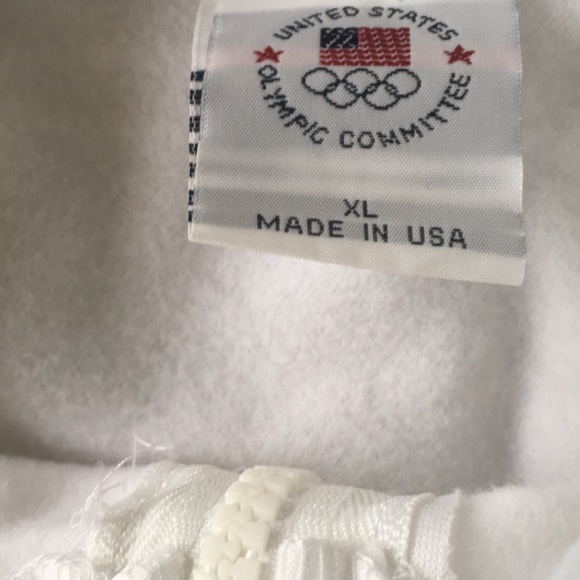 UNITED STATES
OLYMPIC COMMITTEE
XL
MADE IN USA